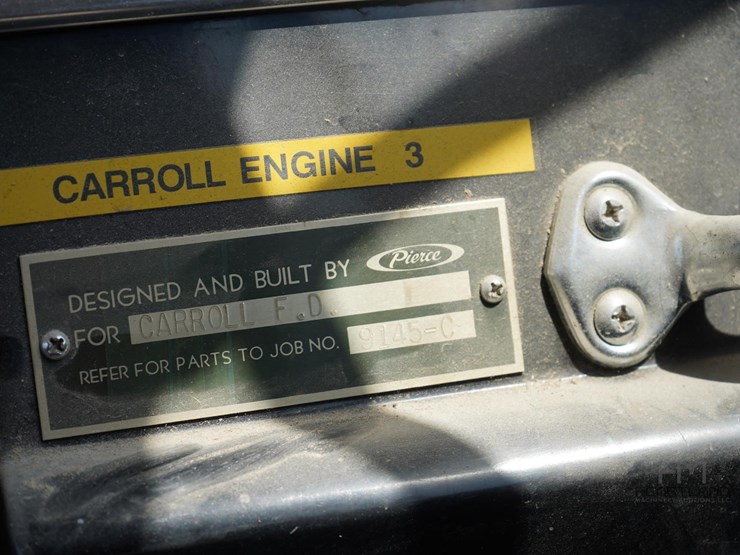 CARROLL ENGINE 3
DESIGNED AND BUILT BY Pierce
FOR CARROLL F.D.
REFER FOR PARTS TO JOB NO. 9145-C